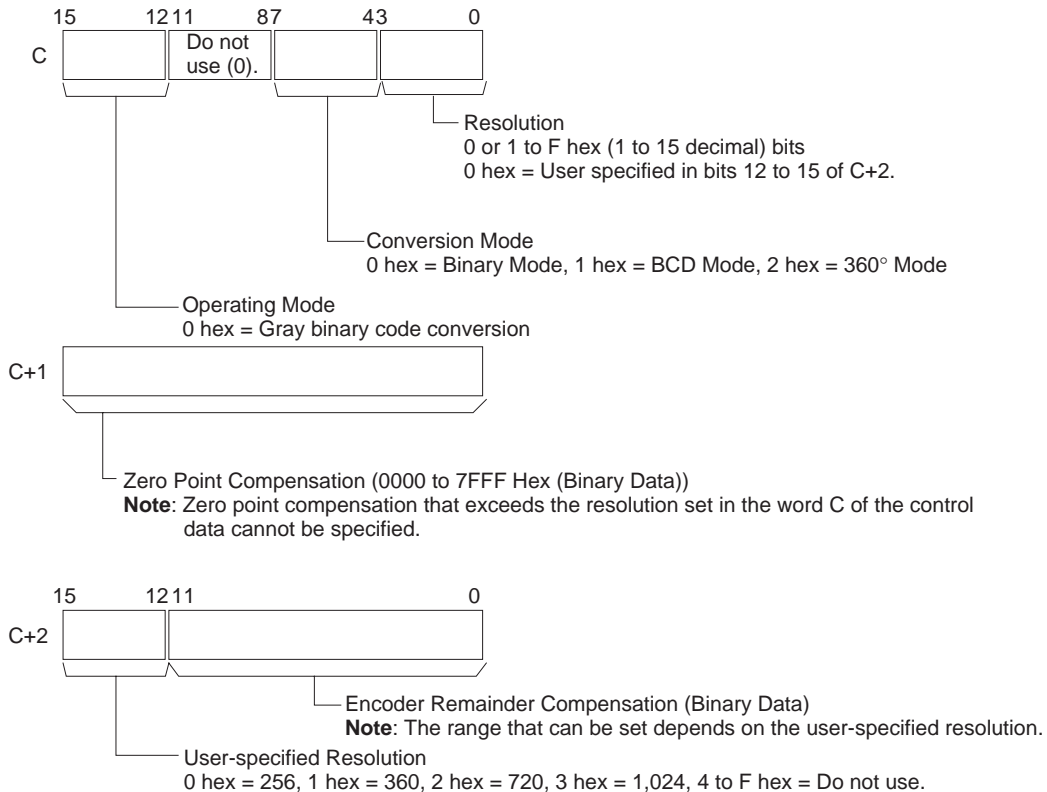 15 12 11 8 7 4 3 0
C
Do not
use (0).
Resolution
0 or 1 to F hex (1 to 15 decimal) bits
0 hex = User specified in bits 12 to 15 of C+2.
Conversion Mode
0 hex = Binary Mode, 1 hex = BCD Mode, 2 hex = 360° Mode
Operating Mode
0 hex = Gray binary code conversion
C+1
Zero Point Compensation (0000 to 7FFF Hex (Binary Data))
Note: Zero point compensation that exceeds the resolution set in the word C of the control
data cannot be specified.
15 12 11 0
C+2
Encoder Remainder Compensation (Binary Data)
Note: The range that can be set depends on the user-specified resolution.
User-specified Resolution
0 hex = 256, 1 hex = 360, 2 hex = 720, 3 hex = 1,024, 4 to F hex = Do not use.